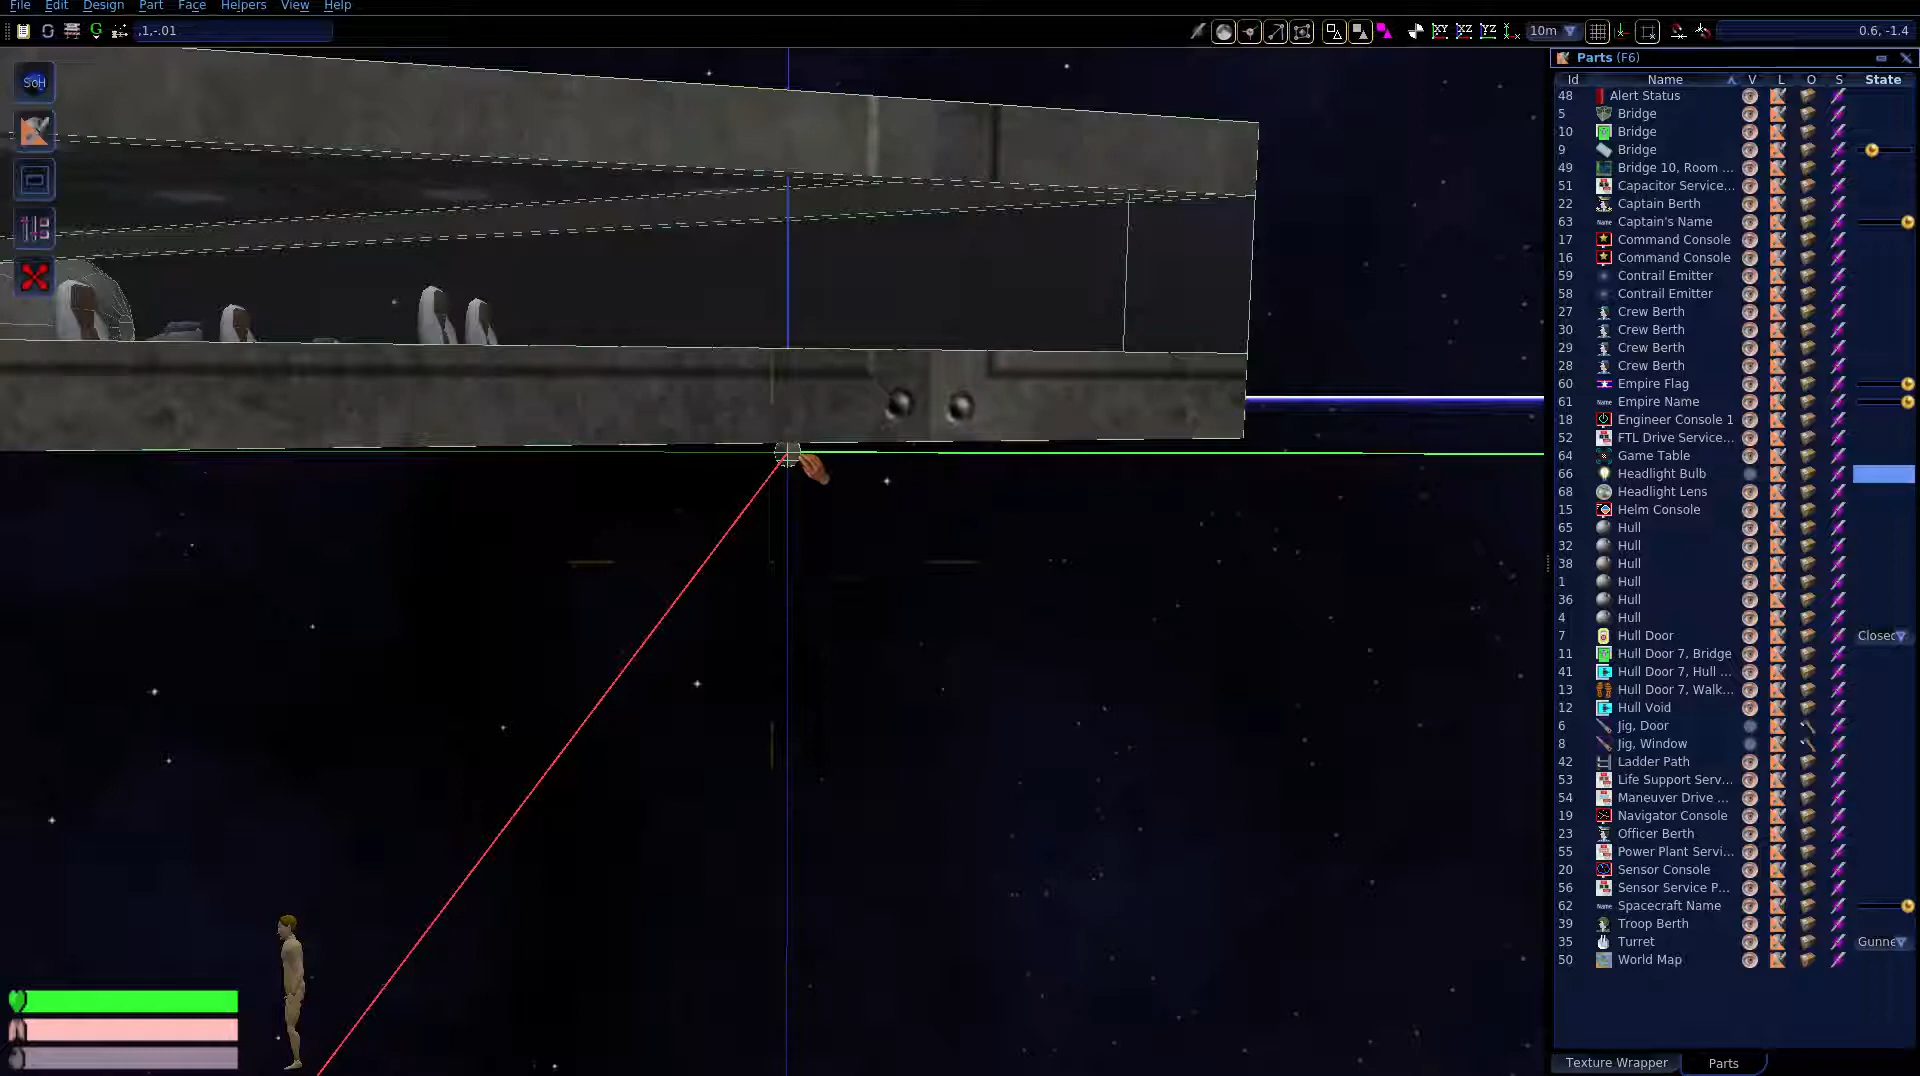 File Edit Design Part Face Helpers View Help
G ,1,-.01 XY XZ YZ 10m 0.6, -1.4
Parts (F6)
Id Name V L O S State
SoH
48 Alert Status
5 Bridge
10 Bridge
9 Bridge
49 Bridge 10, Room ...
51 Capacitor Service...
22 Captain Berth
63 Name Captain's Name
17 Command Console
16 Command Console
59 Contrail Emitter
58 Contrail Emitter
27 Crew Berth
30 Crew Berth
29 Crew Berth
28 Crew Berth
60 Empire Flag
61 Name Empire Name
18 Engineer Console 1
52 FTL Drive Service...
64 Game Table
66 Headlight Bulb
68 Headlight Lens
15 Helm Console
65 Hull
32 Hull
38 Hull
1 Hull
36 Hull
4 Hull
7 Hull Door Closed
11 Hull Door 7, Bridge
41 Hull Door 7, Hull ...
13 Hull Door 7, Walk...
12 Hull Void
6 Jig, Door
8 Jig, Window
42 Ladder Path
53 Life Support Serv...
54 Maneuver Drive ...
19 Navigator Console
23 Officer Berth
55 Power Plant Servi...
20 Sensor Console
56 Sensor Service P...
62 Name Spacecraft Name
39 Troop Berth
35 Turret Gunne
50 World Map
Texture Wrapper Parts